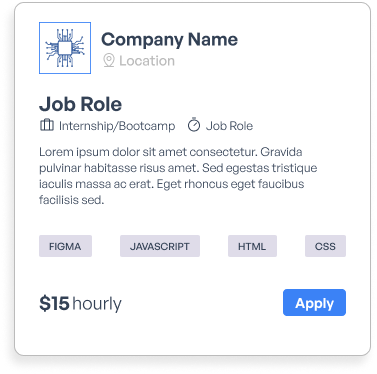 Company Name
Location
Job Role
Internship/Bootcamp Job Role
Lorem ipsum dolor sit amet consectetur. Gravida
pulvinar habitasse risus amet. Sed egestas tristique
iaculis massa ac erat. Eget rhoncus eget faucibus
facilisis sed.
FIGMA JAVASCRIPT HTML CSS
$15 hourly Apply